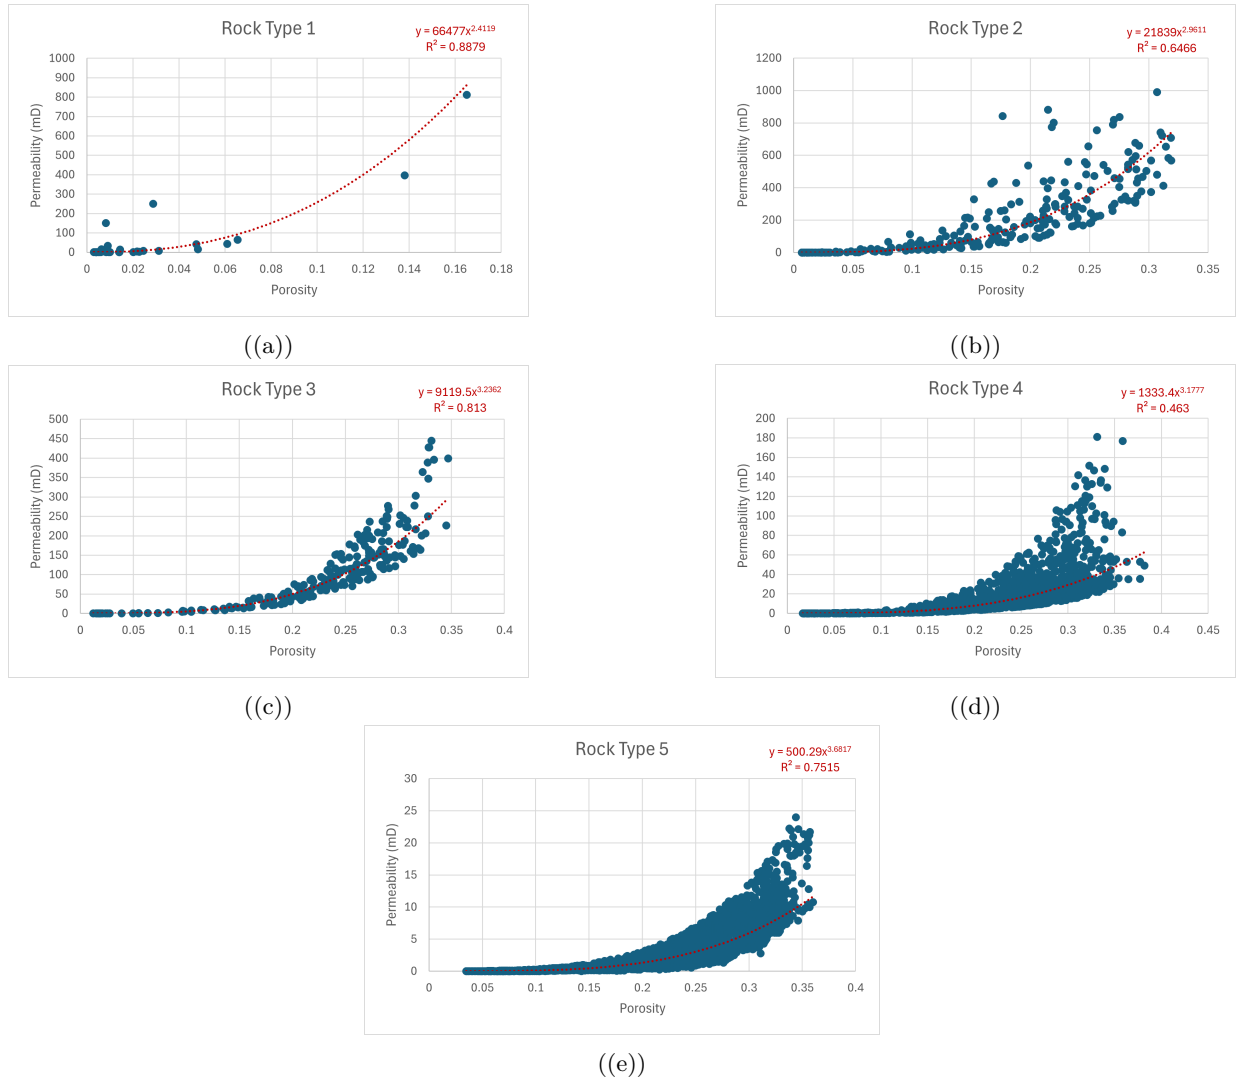 Rock Type 1
y = 66477x^2.4119
R² = 0.8879
1000
900
800
700
600
500
400
300
200
100
0
Permeability (mD)
0 0.02 0.04 0.06 0.08 0.1 0.12 0.14 0.16 0.18
Porosity
((a))
Rock Type 2
y = 21839x^2.9611
R² = 0.6466
1200
1000
800
600
400
200
0
Permeability (mD)
0 0.05 0.1 0.15 0.2 0.25 0.3 0.35
Porosity
((b))
Rock Type 3
y = 9119.5x^3.2362
R² = 0.813
500
450
400
350
300
250
200
150
100
50
0
Permeability (mD)
0 0.05 0.1 0.15 0.2 0.25 0.3 0.35 0.4
Porosity
((c))
Rock Type 4
y = 1333.4x^3.1777
R² = 0.463
200
180
160
140
120
100
80
60
40
20
0
Permeability (mD)
0 0.05 0.1 0.15 0.2 0.25 0.3 0.35 0.4 0.45
Porosity
((d))
Rock Type 5
y = 500.29x^3.6817
R² = 0.7515
30
25
20
15
10
5
0
Permeability (mD)
0 0.05 0.1 0.15 0.2 0.25 0.3 0.35 0.4
Porosity
((e))